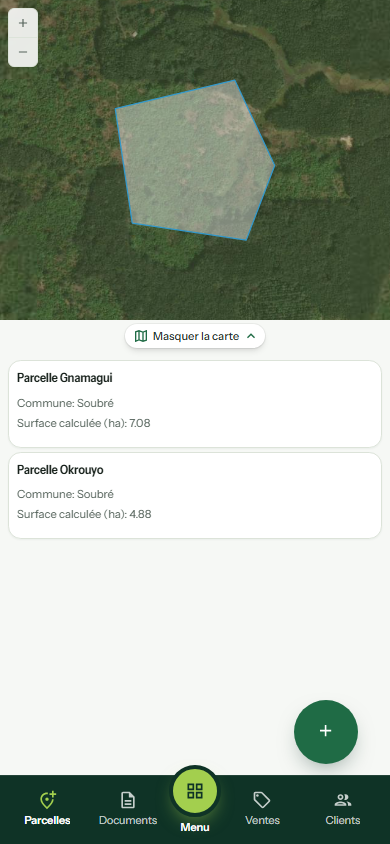 +
−
Masquer la carte
Parcelle Gnamagui
Commune: Soubré
Surface calculée (ha): 7.08
Parcelle Okrouyo
Commune: Soubré
Surface calculée (ha): 4.88
+
Parcelles
Documents
Menu
Ventes
Clients